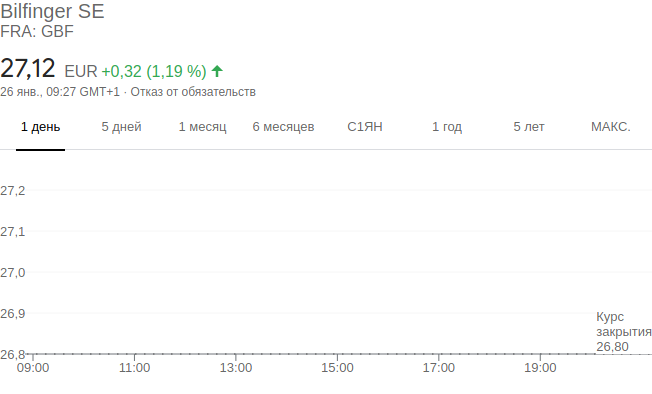 Bilfinger SE
FRA: GBF
27,12 EUR +0,32 (1,19 %)
26 янв., 09:27 GMT+1 · Отказ от обязательств
1 день 5 дней 1 месяц 6 месяцев С1ЯН 1 год 5 лет МАКС.
27,2
27,1
27,0
26,9
Курс
закрытия
26,80
26,8
09:00 11:00 13:00 15:00 17:00 19:00